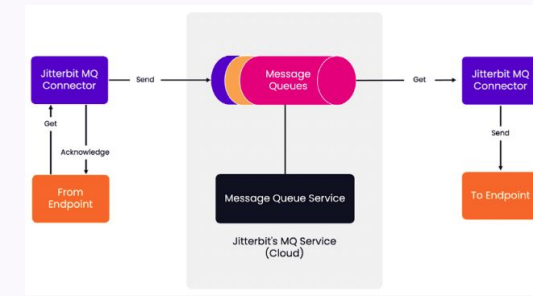 Jitterbit MQ
Connector
Send
Message
Queues
Get
Jitterbit MQ
Connector
Get
Acknowledge
Send
From
Endpoint
Message Queue Service
To Endpoint
Jitterbit's MQ Service
(Cloud)